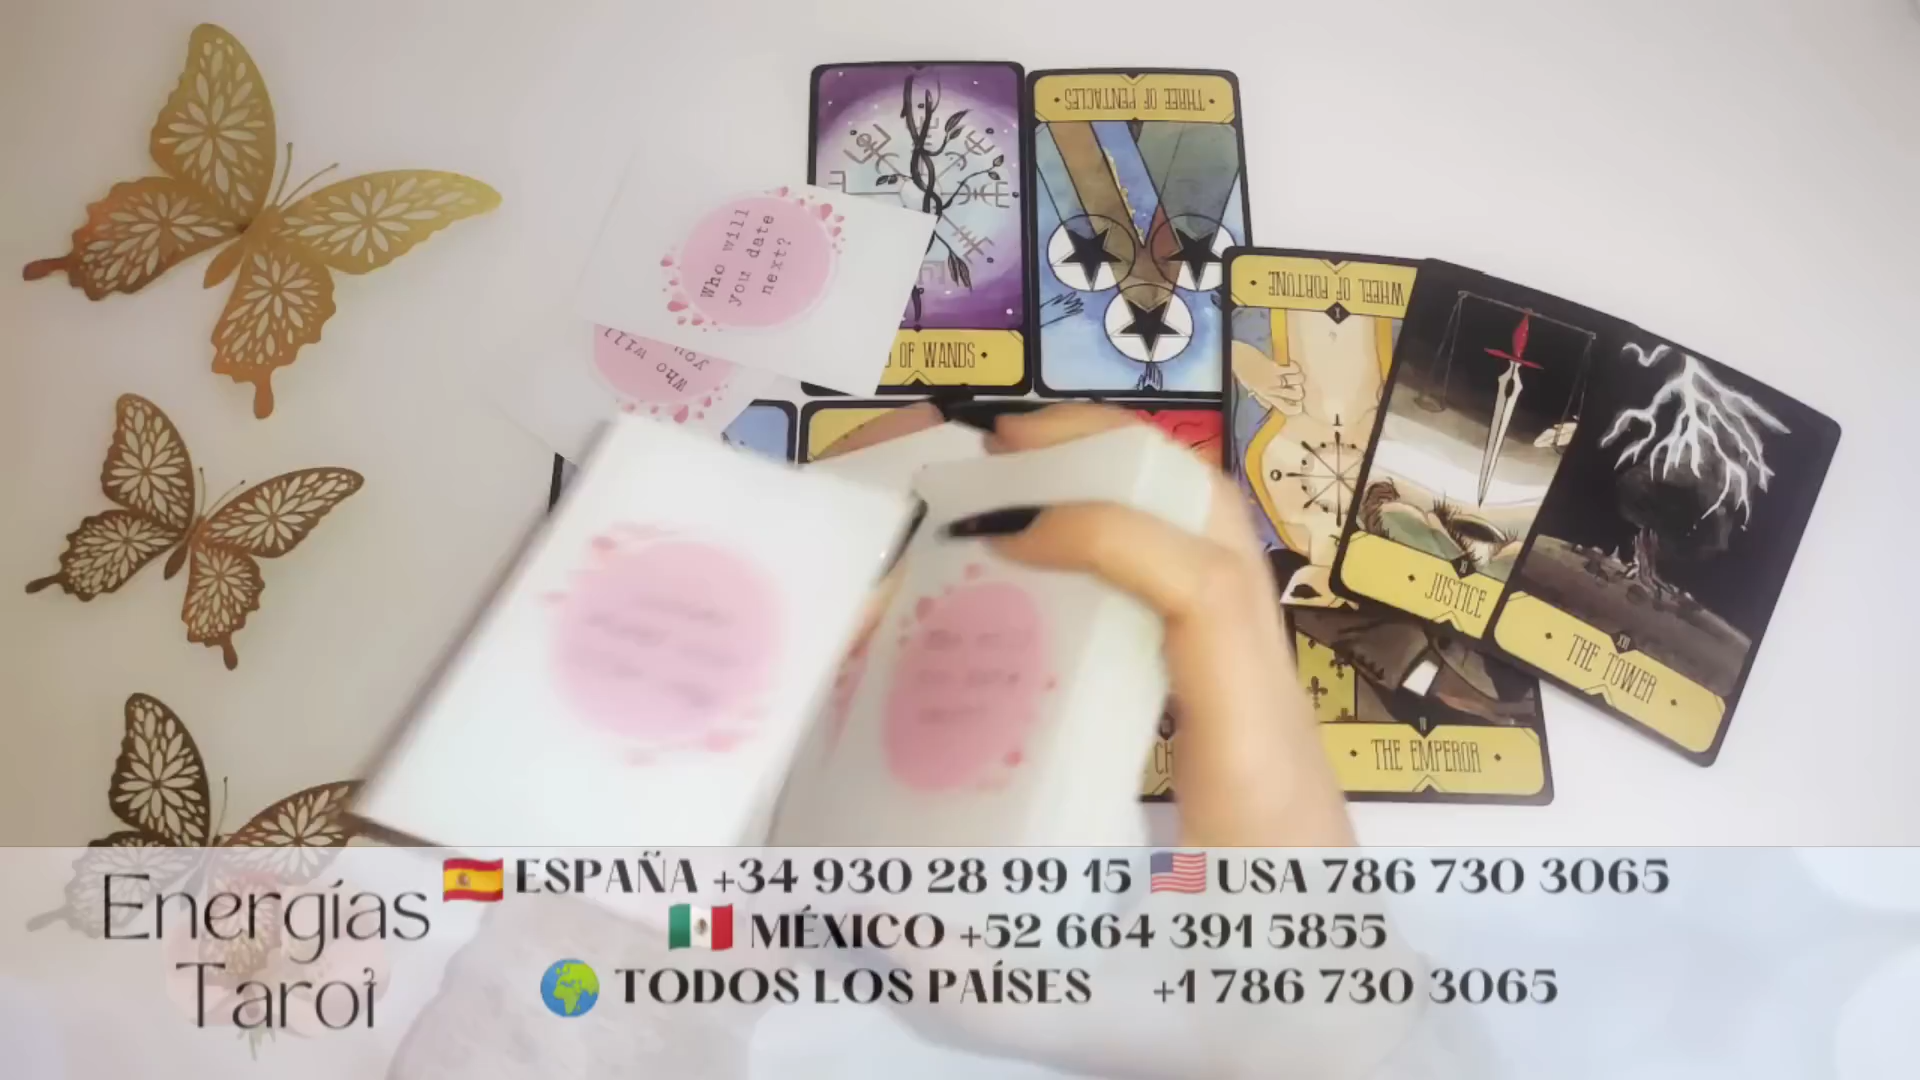 THREE OF PENTACLES
Who will
you date
next?
Who will
you
OF WANDS
WHEEL OF FORTUNE
X
JUSTICE
THE TOWER
THE EMPEROR
Energías
Tarot
ESPAÑA +34 930 28 99 15 USA 786 730 3065
MÉXICO +52 664 391 5855
TODOS LOS PAÍSES +1 786 730 3065